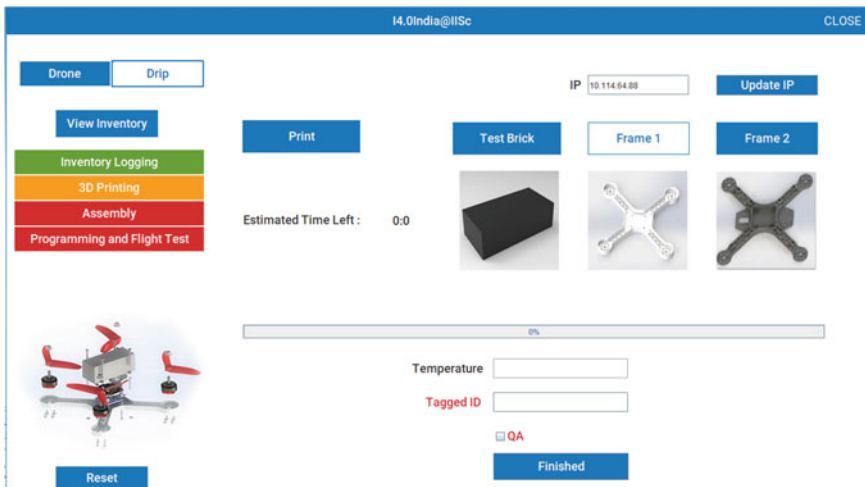 I4.0India@IISc
CLOSE
Drone
Drip
IP
10.114.64.88
Update IP
View Inventory
Print
Test Brick
Frame 1
Frame 2
Inventory Logging
3D Printing
Assembly
Programming and Flight Test
Estimated Time Left :
0:0
0%
Temperature
Tagged ID
QA
Finished
Reset